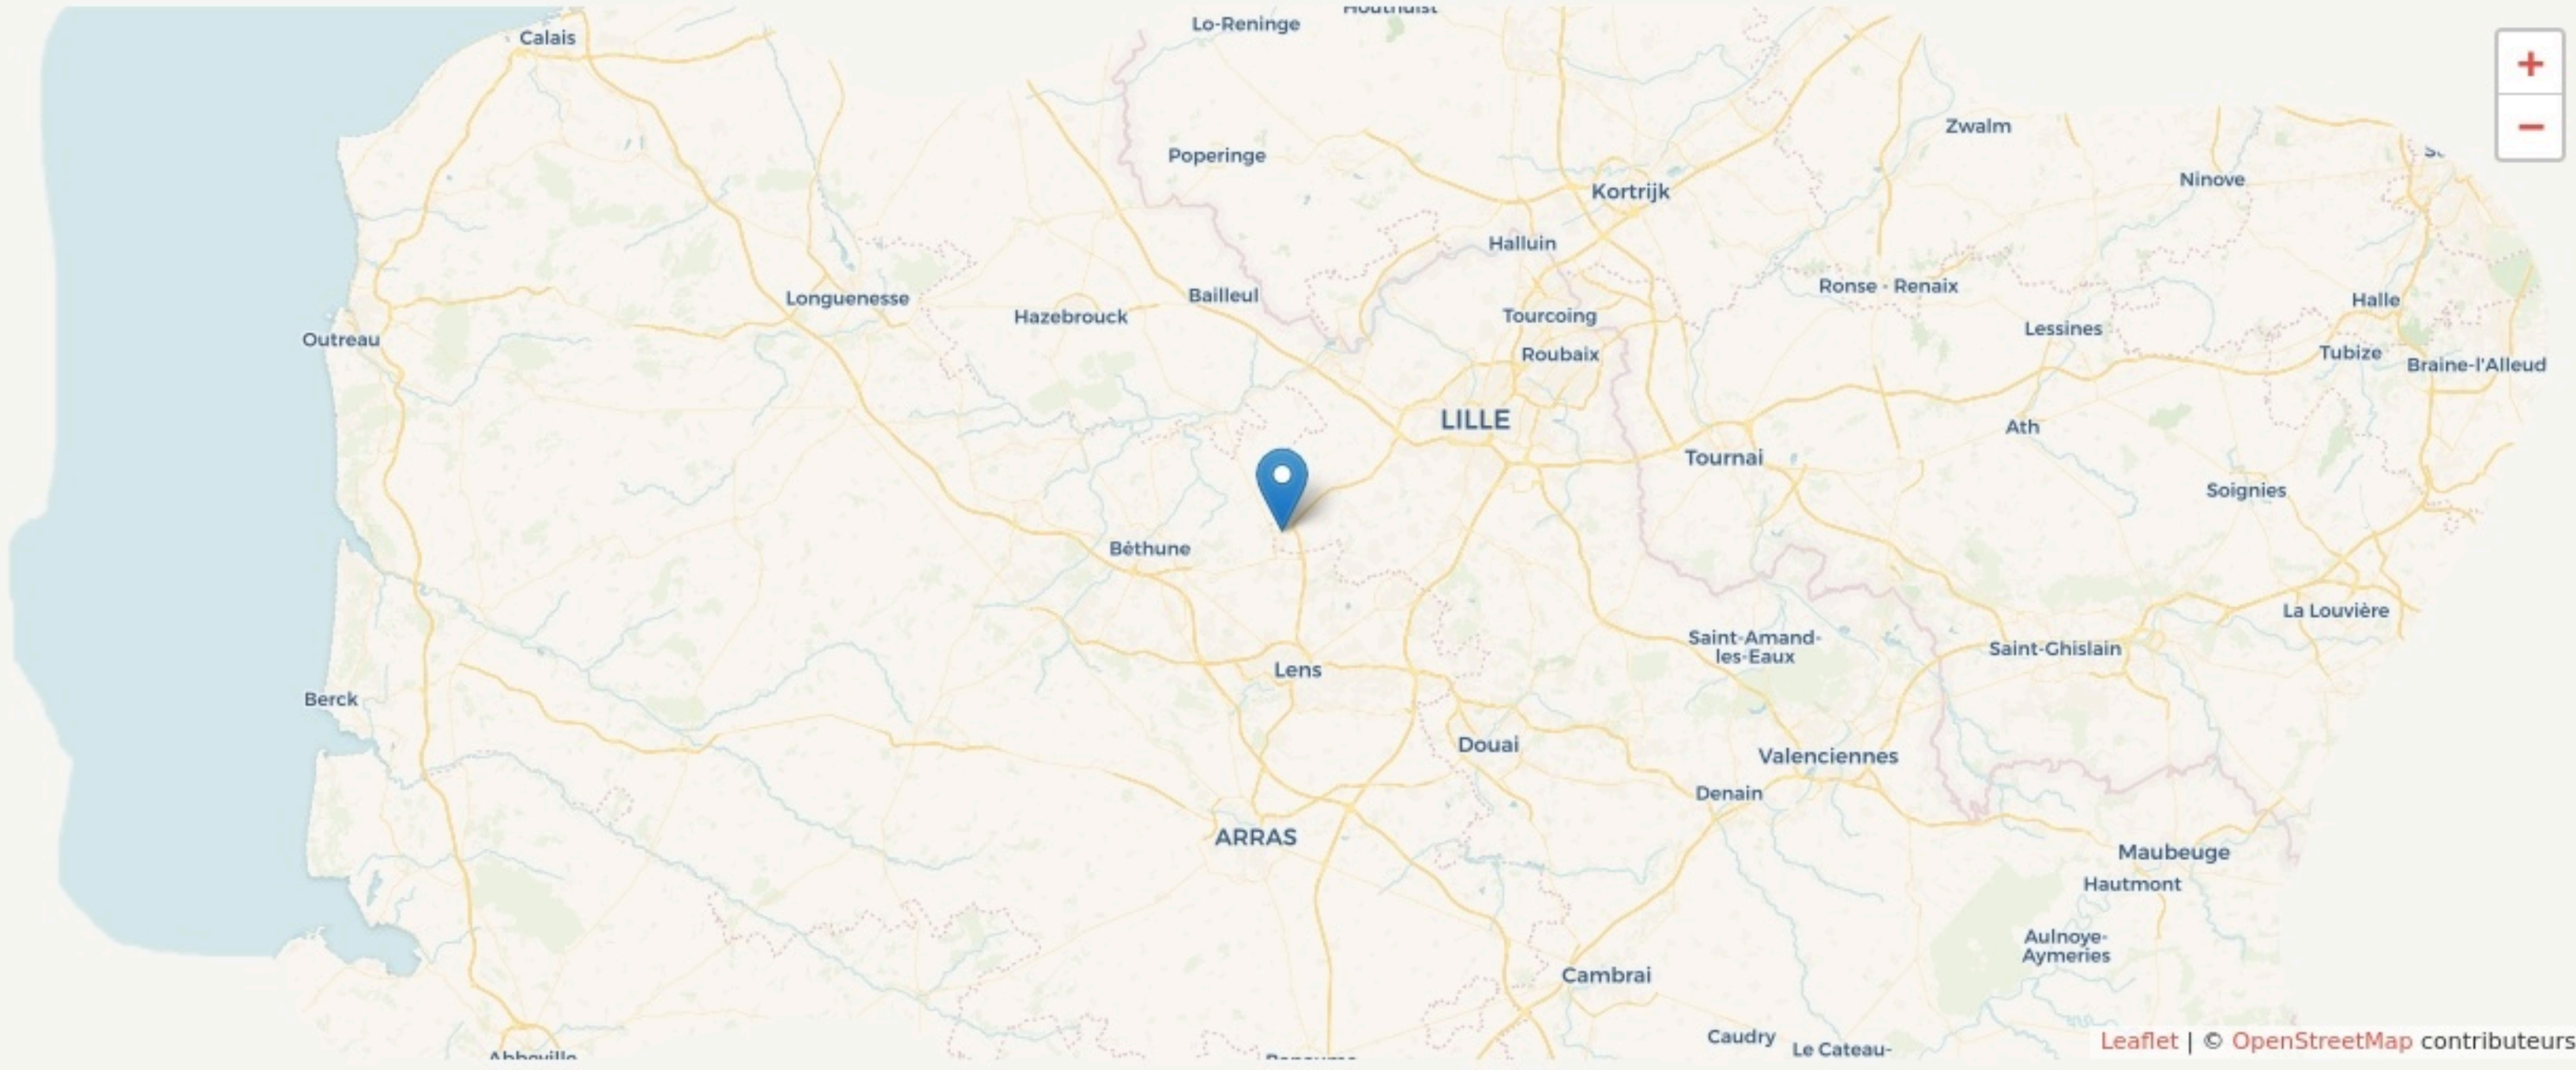 Lo-Reninge
Calais
+
Zwalm
−
Poperinge
Ninove
Kortrijk
Halluin
Ronse - Renaix
Bailleul
Longuenesse
Halle
Hazebrouck
Tourcoing
Lessines
Outreau
Roubaix
Tubize
Braine-l'Alleud
LILLE
Ath
Tournai
Soignies
Béthune
La Louvière
Saint-Amand-
les-Eaux
Saint-Ghislain
Lens
Berck
Douai
Valenciennes
Denain
ARRAS
Maubeuge
Hautmont
Aulnoye-
Aymeries
Cambrai
Caudry
Le Cateau-
Leaflet | © OpenStreetMap contributeurs
Abbeville